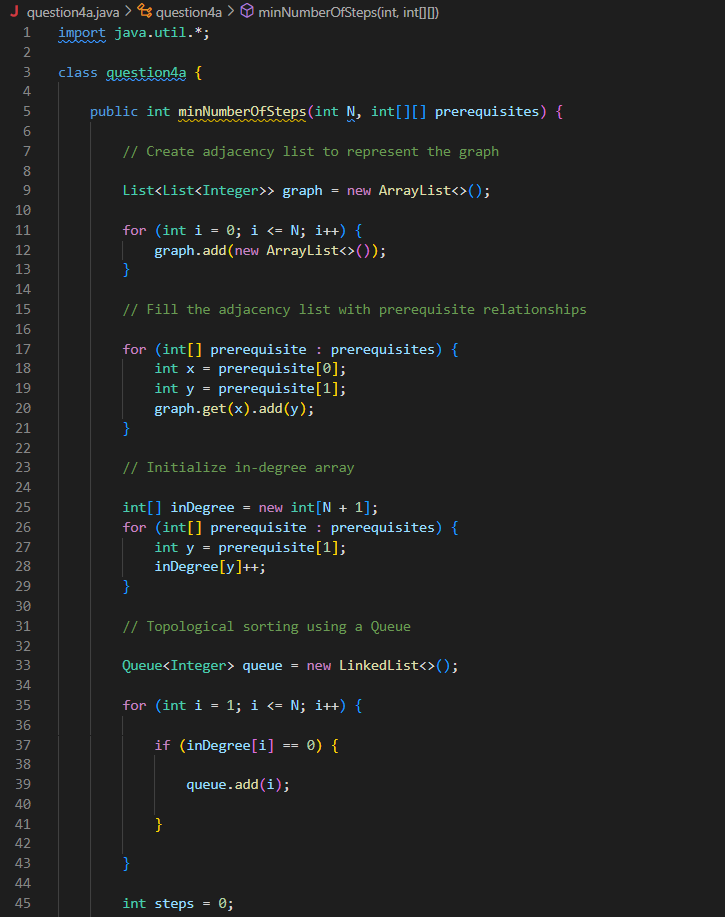 question4a.java > question4a > minNumberOfSteps(int, int[][])
1 import java.util.*;
2
3 class question4a {
4
5 public int minNumberOfSteps(int N, int[][] prerequisites) {
6
7 // Create adjacency list to represent the graph
8
9 List<List<Integer>> graph = new ArrayList<>();
10
11 for (int i = 0; i <= N; i++) {
12 graph.add(new ArrayList<>());
13 }
14
15 // Fill the adjacency list with prerequisite relationships
16
17 for (int[] prerequisite : prerequisites) {
18 int x = prerequisite[0];
19 int y = prerequisite[1];
20 graph.get(x).add(y);
21 }
22
23 // Initialize in-degree array
24
25 int[] inDegree = new int[N + 1];
26 for (int[] prerequisite : prerequisites) {
27 int y = prerequisite[1];
28 inDegree[y]++;
29 }
30
31 // Topological sorting using a Queue
32
33 Queue<Integer> queue = new LinkedList<>();
34
35 for (int i = 1; i <= N; i++) {
36
37 if (inDegree[i] == 0) {
38
39 queue.add(i);
40
41 }
42
43 }
44
45 int steps = 0;